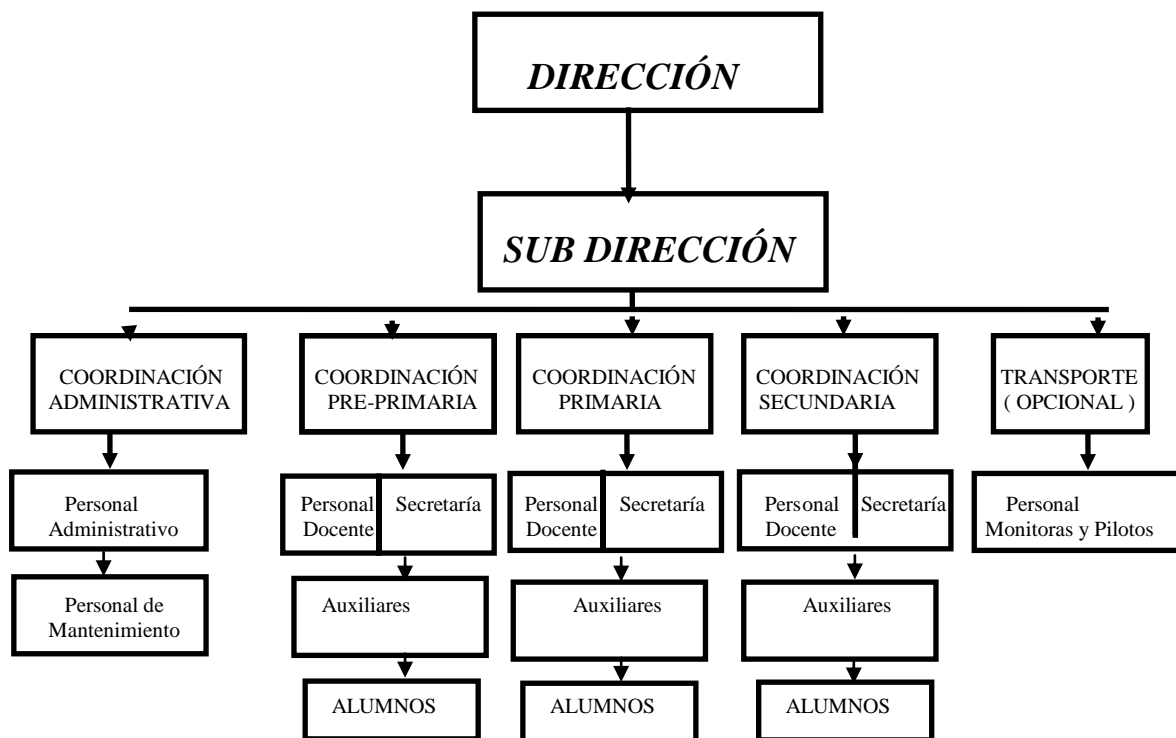 DIRECCIÓN
SUB DIRECCIÓN
COORDINACIÓN
ADMINISTRATIVA
COORDINACIÓN
PRE-PRIMARIA
COORDINACIÓN
PRIMARIA
COORDINACIÓN
SECUNDARIA
TRANSPORTE
( OPCIONAL )
Personal
Administrativo
Personal
Docente
Secretaría
Personal
Docente
Secretaría
Personal
Docente
Secretaría
Personal
Monitoras y Pilotos
Personal de
Mantenimiento
Auxiliares
Auxiliares
Auxiliares
ALUMNOS
ALUMNOS
ALUMNOS